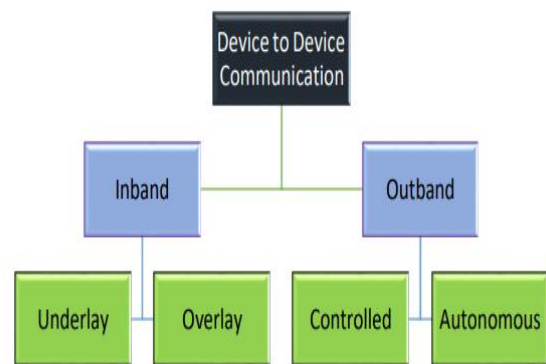 Device to Device
Communication
Inband
Outband
Underlay
Overlay
Controlled
Autonomous